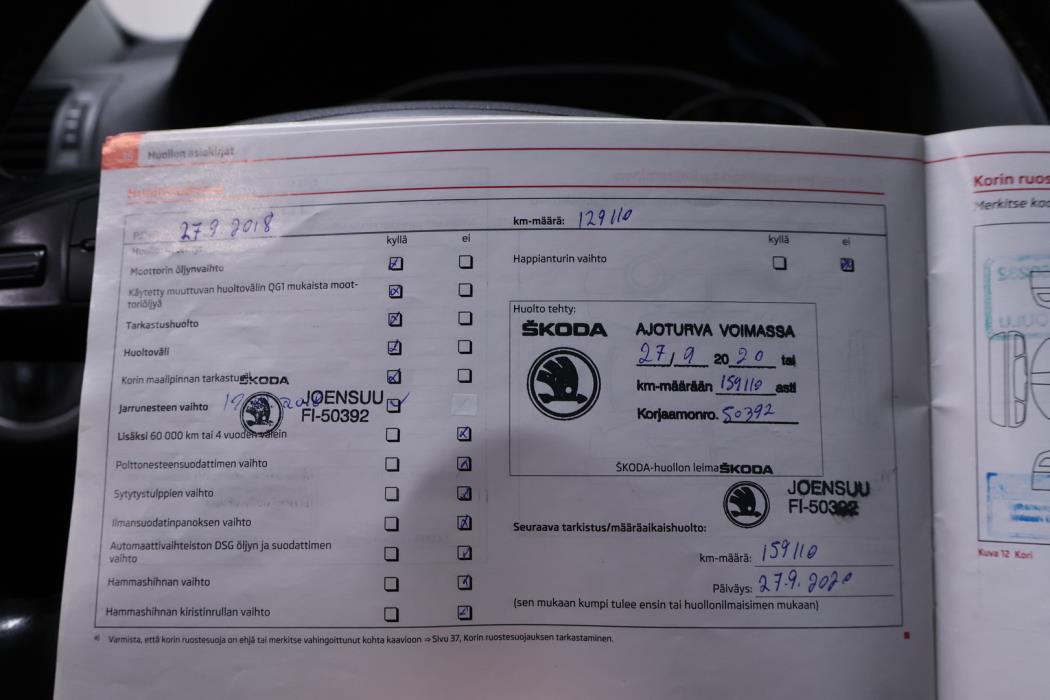 Huollon asiakirjat
27.9.2018
km-määrä: 129110
kyllä ei
kyllä ei
Moottorin öljynvaihto
Happianturin vaihto
Käytetty muuttuvan huoltovälin QG1 mukaista moot-
toriöljyä
Tarkastushuolto
Huoltoväli
Korin maalipinnan tarkastus
ŠKODA
Jarrunesteen vaihto
JOENSUU
FI-50392
Lisäksi 60 000 km tai 4 vuoden välein
Polttonesteensuodattimen vaihto
Sytytystulppien vaihto
Ilmansuodatinpanoksen vaihto
Automaattivaihteiston DSG öljyn ja suodattimen
vaihto
Hammashihnan vaihto
Hammashihnan kiristinrullan vaihto
Huolto tehty:
ŠKODA
AJOTURVA VOIMASSA
27/9 2020 tai
km-määrään 159110 asti
Korjaamonro. 50392
ŠKODA-huollon leima
ŠKODA
JOENSUU
FI-50392
Seuraava tarkistus/määräaikaishuolto:
km-määrä: 159110
Päiväys: 27.9.2020
(sen mukaan kumpi tulee ensin tai huollonilmaisimen mukaan)
a) Varmista, että korin ruostesuoja on ehjä tai merkitse vahingoittunut kohta kaavioon ⇒ Sivu 37, Korin ruostesuojauksen tarkastaminen.
Korin ruos
Merkitse koa
Kuva 12 Kori